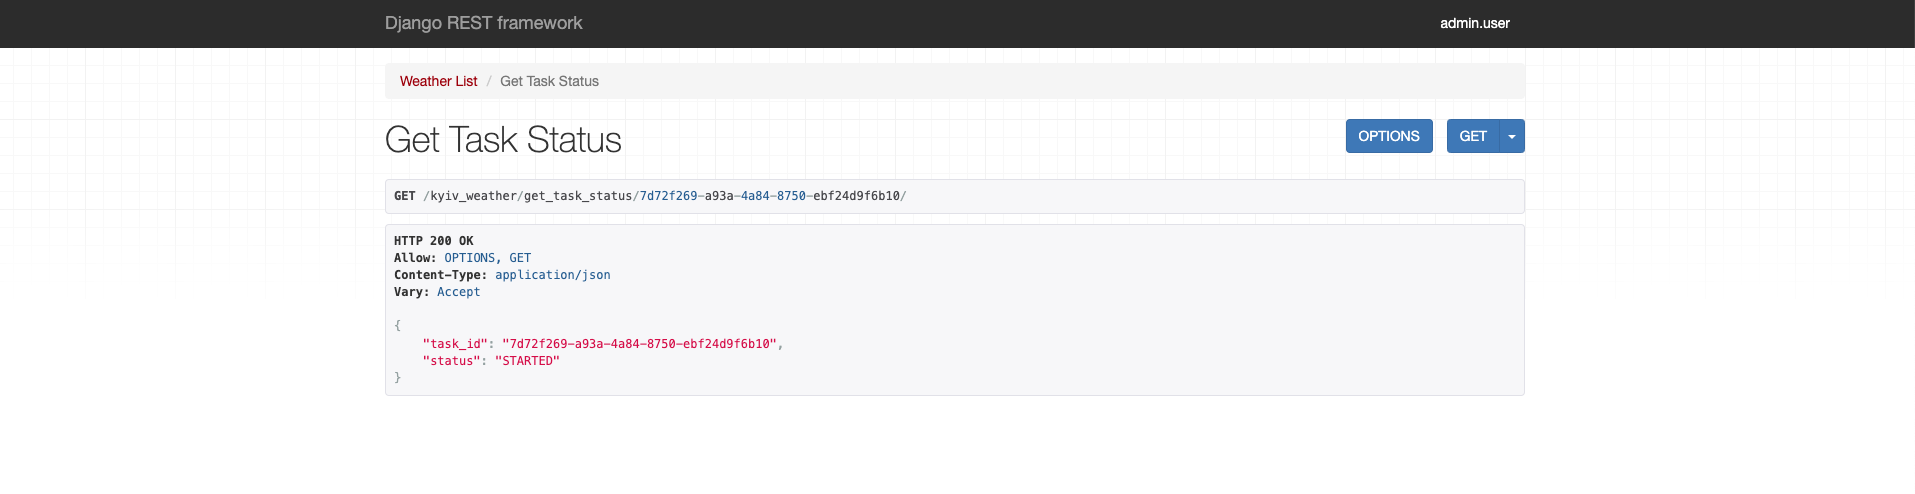 Django REST framework
admin.user
Weather List / Get Task Status
Get Task Status
OPTIONS
GET
GET /kyiv_weather/get_task_status/7d72f269-a93a-4a84-8750-ebf24d9f6b10/
HTTP 200 OK
Allow: OPTIONS, GET
Content-Type: application/json
Vary: Accept
{
    "task_id": "7d72f269-a93a-4a84-8750-ebf24d9f6b10",
    "status": "STARTED"
}